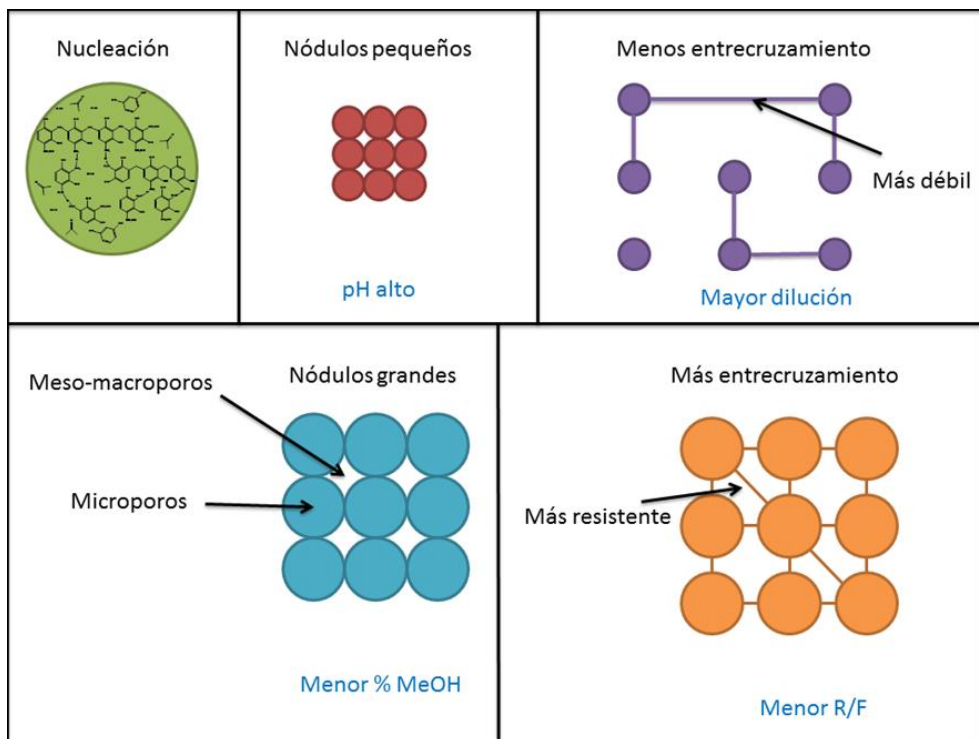 Nucleación
Nódulos pequeños
pH alto
Menos entrecruzamiento
Más débil
Mayor dilución
Meso-macroporos
Nódulos grandes
Microporos
Menor % MeOH
Más entrecruzamiento
Más resistente
Menor R/F